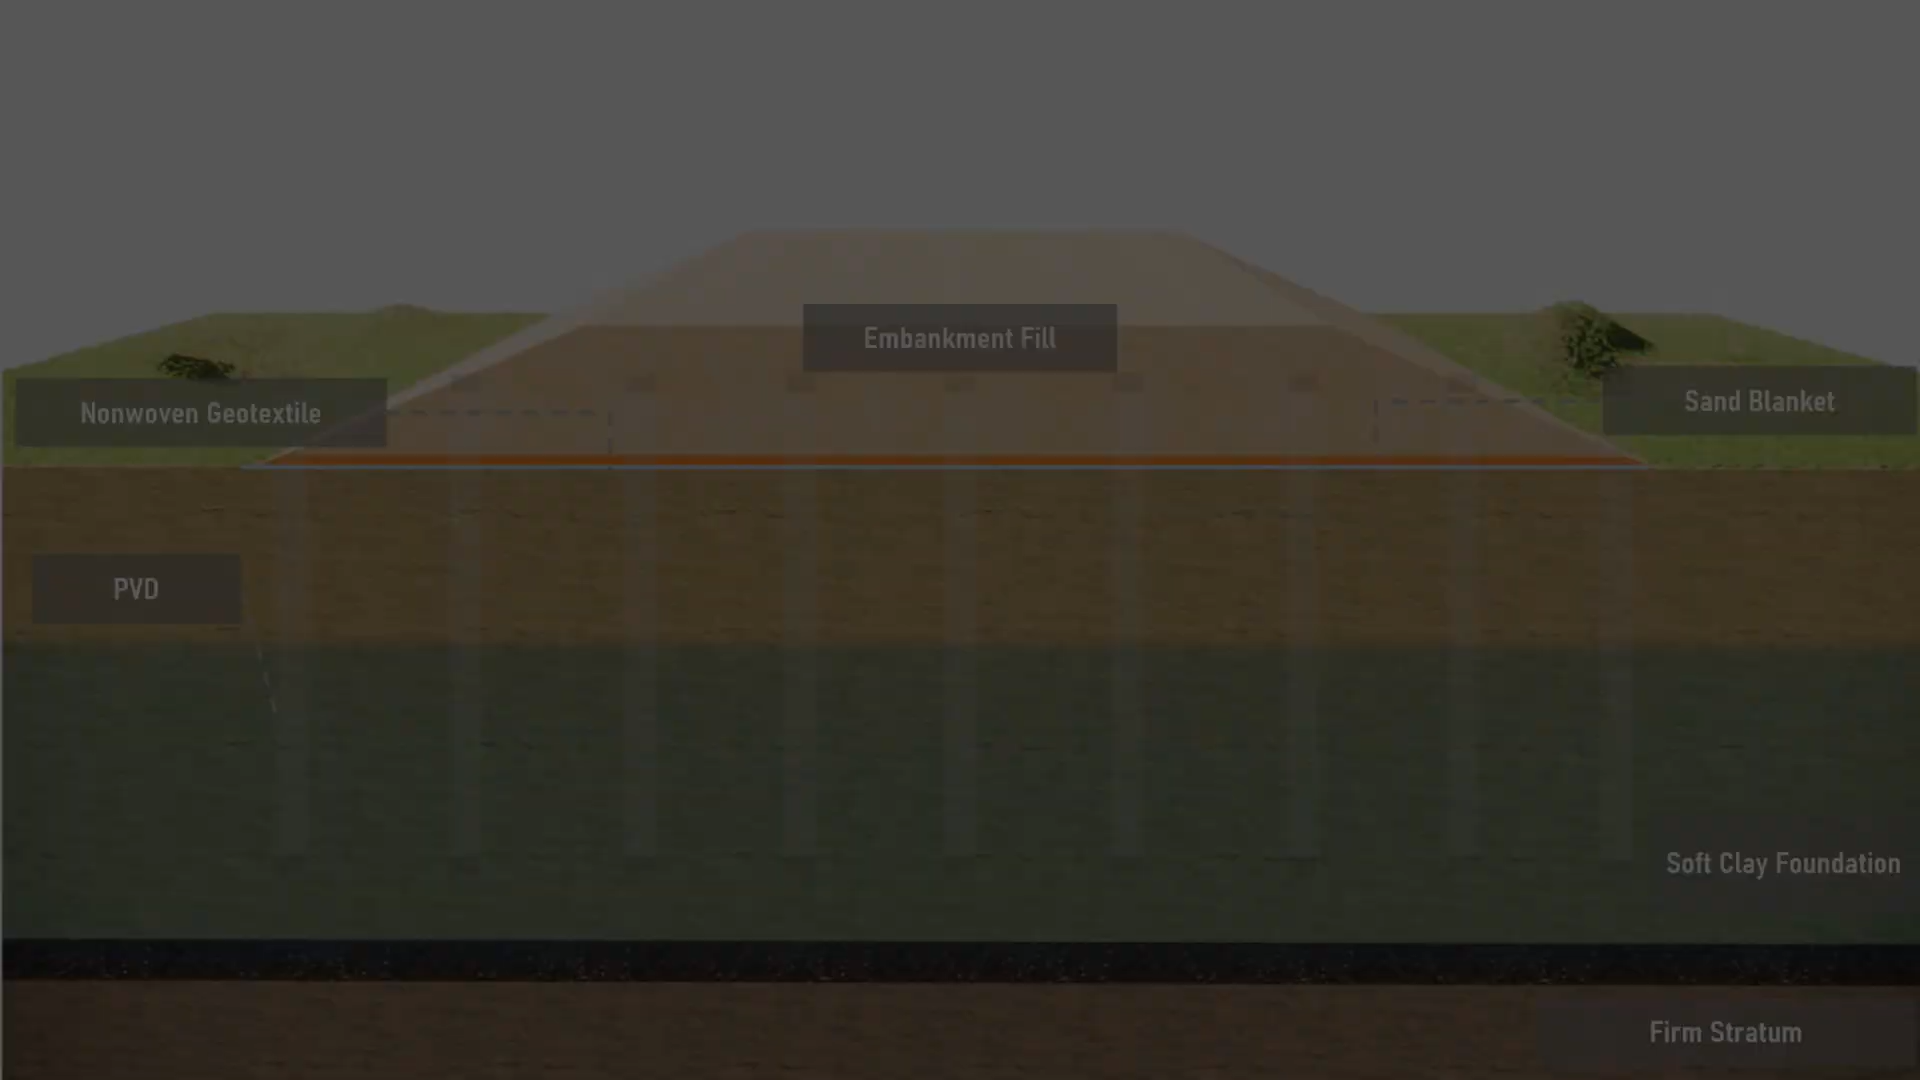 Embankment Fill
Nonwoven Geotextile
Sand Blanket
PVD
Soft Clay Foundation
Firm Stratum